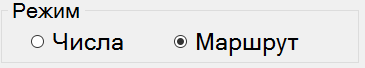 Режим
Числа Маршрут